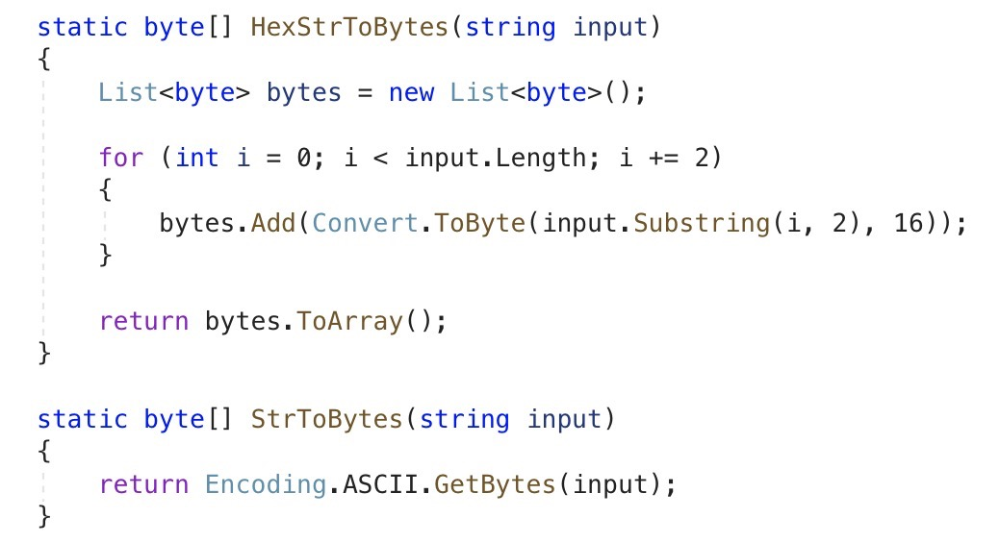 static byte[] HexStrToBytes(string input)
{
    List<byte> bytes = new List<byte>();

    for (int i = 0; i < input.Length; i += 2)
    {
        bytes.Add(Convert.ToByte(input.Substring(i, 2), 16));
    }

    return bytes.ToArray();
}

static byte[] StrToBytes(string input)
{
    return Encoding.ASCII.GetBytes(input);
}